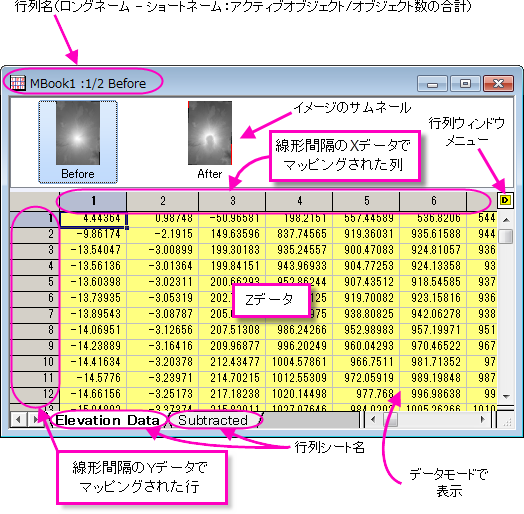 行列名(ロングネーム - ショートネーム:アクティブオブジェクト/オブジェクト数の合計)
MBook1 :1/2 Before
イメージのサムネール
Before
After
線形間隔のXデータで
マッピングされた列
行列ウィンドウ
メニュー
1 2 3 4 5 6
1 4.44364 0.98748 -50.96581 198.2151 557.44589 536.8206 544
2 -9.86174 -2.1915 149.63596 837.74565 919.36031 935.61588 944
3 -13.54047 -3.00899 199.30183 935.24557 900.47083 924.81057 936
4 -13.56136 -3.01364 199.84151 943.96933 904.77253 924.13358 93
5 -13.60398 -3.02311 200.66293 952.86244 907.43512 918.54585 937
6 -13.73935 -3.05319 202. 125 919.70082 923.15816 936
7 -13.89543 -3.08787 205. 975 938.80825 942.06278 938
8 -14.06951 -3.12656 207.51308 986.24266 952.98983 957.19971 951
9 -14.23889 -3.16416 209.96877 996.20249 960.04293 970.46522 967
10 -14.41634 -3.20378 212.43477 1004.57861 966.7511 981.71352 97
11 -14.5776 -3.23971 214.70215 1012.55309 972.05919 989.19848 987
12 -14.66156 -3.25173 217.18238 1020.14498 977.768 996.98638 99
Zデータ
Elevation Data
Subtracted
行列シート名
線形間隔のYデータで
マッピングされた行
データモードで
表示